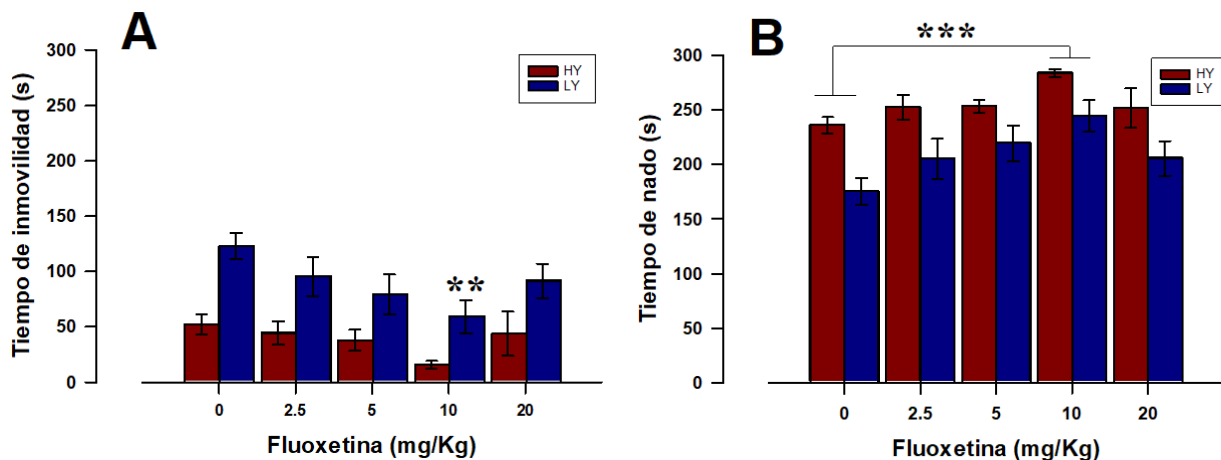 A
Tiempo de inmovilidad (s)
300
250
200
150
100
50
0
HY
LY
**
0 2.5 5 10 20
Fluoxetina (mg/Kg)
B
Tiempo de nado (s)
300
250
200
150
100
50
0
***
HY
LY
0 2.5 5 10 20
Fluoxetina (mg/Kg)